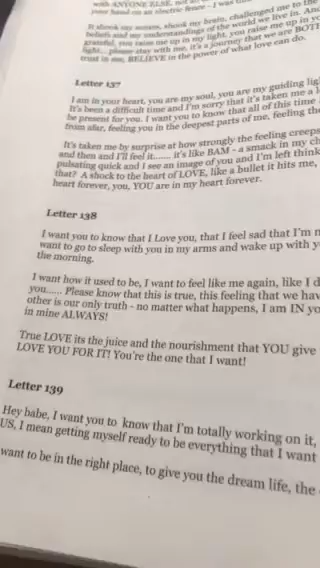 with ANYONE ELSE, not
your hand on an electric fence - I was
It shook my senses, shook my brain, challenged me to the
beliefs and my understandings of the world we live in. And
grateful, you raise me up in my light, you raise me up in
light... please stay with me, it's a journey that we are BOTH
trust in me, BELIEVE in the power of what love can do.
Letter 137
I am in your heart, you are my soul, you are my guiding
It's been a difficult time and I'm sorry that it's taken me a
be present for you. I want you to know that all of this time
from afar, feeling you in the deepest parts of me, feeling
It's taken me by surprise at how strongly the feeling creeps
and then and I'll feel it...... it's like BAM - a smack in my
pulsating quick and I see an image of you and I'm left
that? A shock to the heart of LOVE, like a bullet it hits me,
heart forever, you, YOU are in my heart forever.
Letter 138
I want you to know that I Love you, that I feel sad that I'm
want to go to sleep with you in my arms and wake up with
the morning.
I want how it used to be, I want to feel like me again, like I
you...... Please know that this is true, this feeling that we
other is our only truth - no matter what happens, I am IN
in mine ALWAYS!
True LOVE its the juice and the nourishment that YOU give
LOVE YOU FOR IT! You're the one that I want!
Letter 139
Hey babe, I want you to know that I'm totally working on it,
US, I mean getting myself ready to be everything that I want
want to be in the right place, to give you the dream life, the